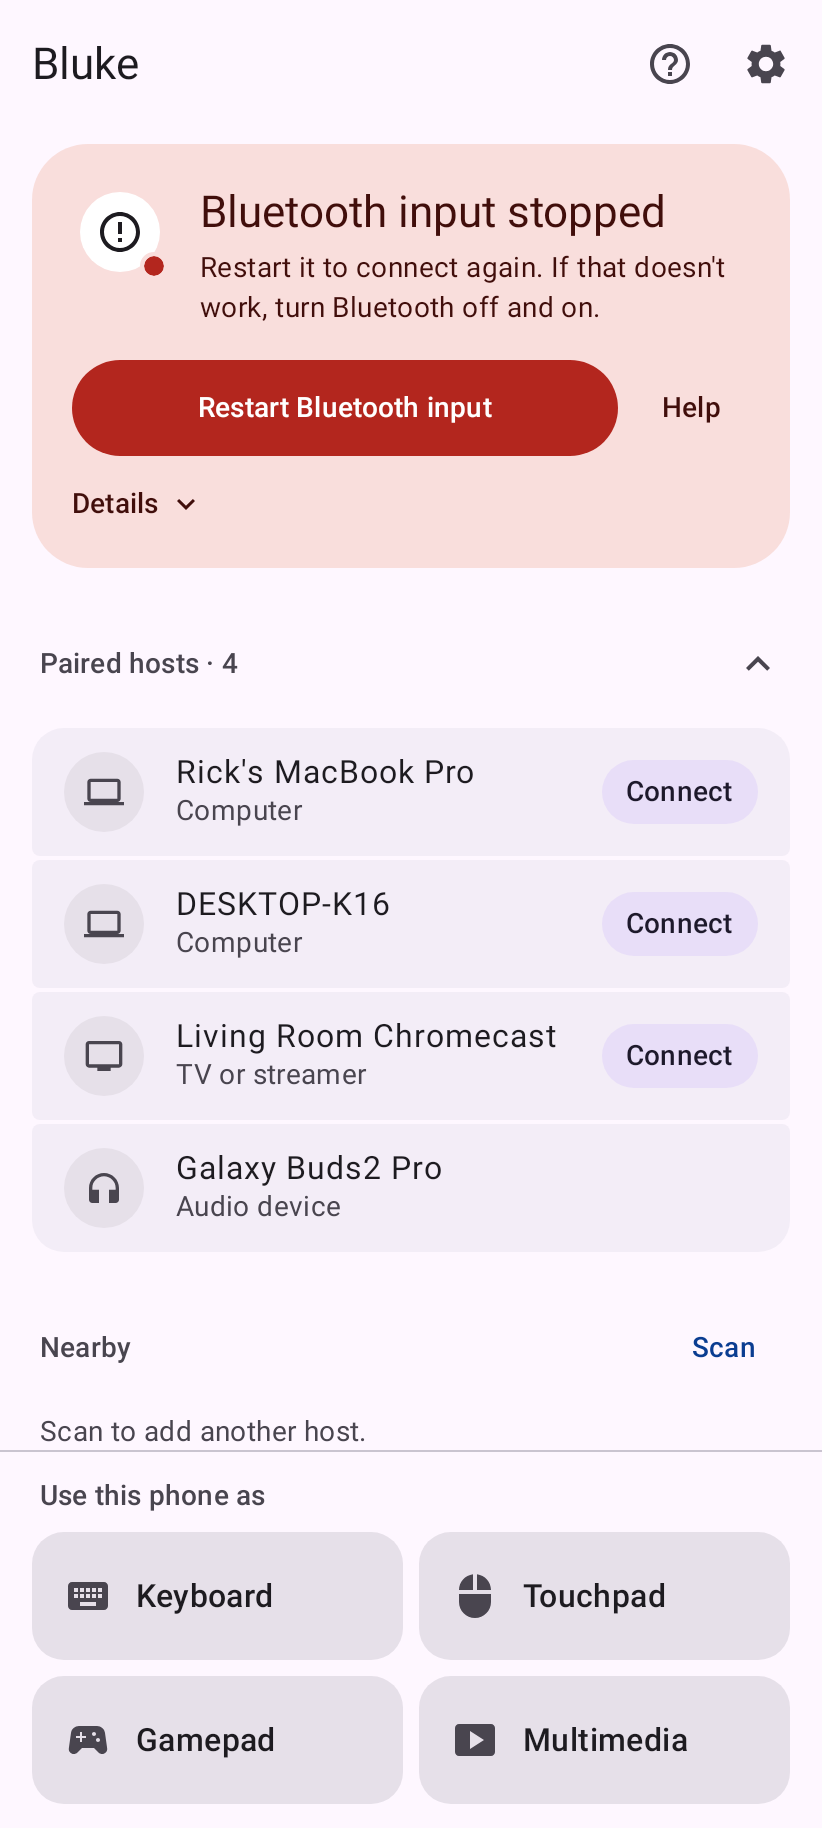 Bluke
Bluetooth input stopped
Restart it to connect again. If that doesn't
work, turn Bluetooth off and on.
Restart Bluetooth input
Help
Details
Paired hosts · 4
Rick's MacBook Pro
Computer
Connect
DESKTOP-K16
Computer
Connect
Living Room Chromecast
TV or streamer
Connect
Galaxy Buds2 Pro
Audio device
Nearby
Scan
Scan to add another host.
Use this phone as
Keyboard
Touchpad
Gamepad
Multimedia